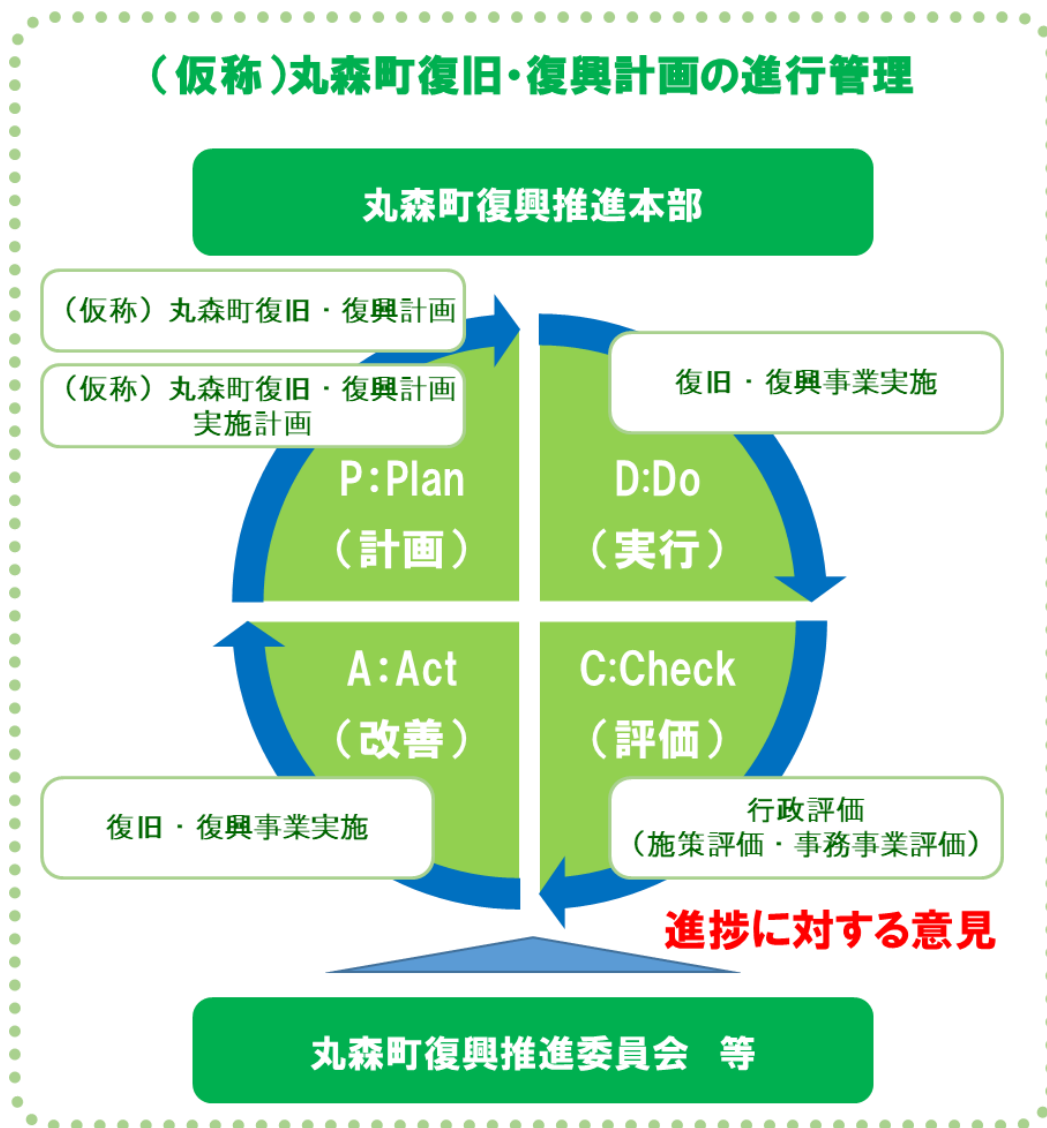 （仮称）丸森町復旧・復興計画の進行管理
丸森町復興推進本部
（仮称）丸森町復旧・復興計画
（仮称）丸森町復旧・復興計画
実施計画
復旧・復興事業実施
P：Plan
（計画）
D:Do
（実行）
A：Act
（改善）
C:Check
（評価）
復旧・復興事業実施
行政評価
（施策評価・事務事業評価）
進捗に対する意見
丸森町復興推進委員会　等